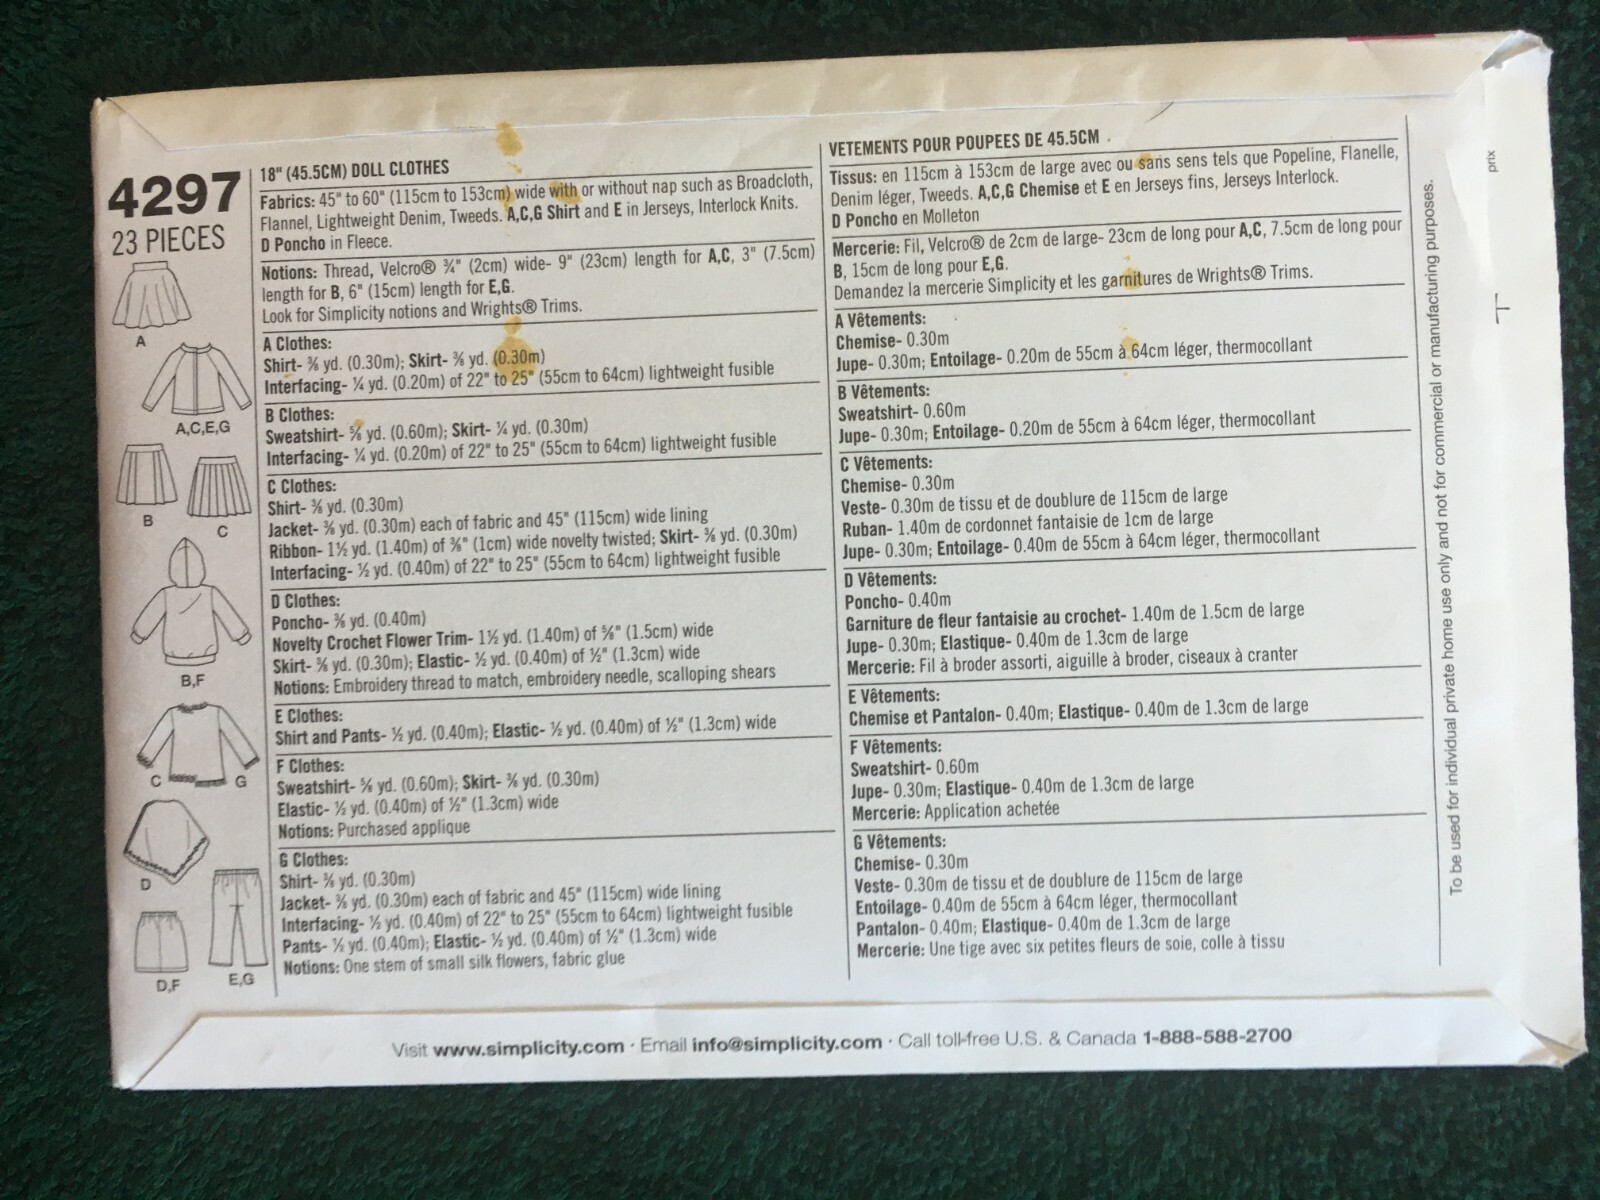 4297
23 PIECES
A
A,C,E,G
B
C
B,F
C
G
D
D,F
E,G
18" (45.5CM) DOLL CLOTHES
Fabrics: 45" to 60" (115cm to 153cm) wide with or without nap such as Broadcloth,
Flannel, Lightweight Denim, Tweeds. A,C,G Shirt and E in Jerseys, Interlock Knits.
D Poncho in Fleece.
Notions: Thread, Velcro® ¾" (2cm) wide- 9" (23cm) length for A,C, 3" (7.5cm)
length for B, 6" (15cm) length for E,G.
Look for Simplicity notions and Wrights® Trims.
A Clothes:
Shirt- ⅜ yd. (0.30m); Skirt- ⅜ yd. (0.30m)
Interfacing- ¼ yd. (0.20m) of 22" to 25" (55cm to 64cm) lightweight fusible
B Clothes:
Sweatshirt- ⅝ yd. (0.60m); Skirt- ¼ yd. (0.30m)
Interfacing- ¼ yd. (0.20m) of 22" to 25" (55cm to 64cm) lightweight fusible
C Clothes:
Shirt- ⅜ yd. (0.30m)
Jacket- ⅜ yd. (0.30m) each of fabric and 45" (115cm) wide lining
Ribbon- 1½ yd. (1.40m) of ⅜" (1cm) wide novelty twisted; Skirt- ⅜ yd. (0.30m)
Interfacing- ½ yd. (0.40m) of 22" to 25" (55cm to 64cm) lightweight fusible
D Clothes:
Poncho- ⅜ yd. (0.40m)
Novelty Crochet Flower Trim- 1½ yd. (1.40m) of ⅝" (1.5cm) wide
Skirt- ⅜ yd. (0.30m); Elastic- ½ yd. (0.40m) of ½" (1.3cm) wide
Notions: Embroidery thread to match, embroidery needle, scalloping shears
E Clothes:
Shirt and Pants- ½ yd. (0.40m); Elastic- ½ yd. (0.40m) of ½" (1.3cm) wide
F Clothes:
Sweatshirt- ⅝ yd. (0.60m); Skirt- ⅜ yd. (0.30m)
Elastic- ½ yd. (0.40m) of ½" (1.3cm) wide
Notions: Purchased applique
G Clothes:
Shirt- ⅜ yd. (0.30m)
Jacket- ⅜ yd. (0.30m) each of fabric and 45" (115cm) wide lining
Interfacing- ½ yd. (0.40m) of 22" to 25" (55cm to 64cm) lightweight fusible
Pants- ½ yd. (0.40m); Elastic- ½ yd. (0.40m) of ½" (1.3cm) wide
Notions: One stem of small silk flowers, fabric glue
VETEMENTS POUR POUPEES DE 45.5CM
Tissus: en 115cm à 153cm de large avec ou sans sens tels que Popeline, Flanelle,
Denim léger, Tweeds. A,C,G Chemise et E en Jerseys fins, Jerseys Interlock.
D Poncho en Molleton
Mercerie: Fil, Velcro® de 2cm de large- 23cm de long pour A,C, 7.5cm de long pour
B, 15cm de long pour E,G.
Demandez la mercerie Simplicity et les garnitures de Wrights® Trims.
A Vêtements:
Chemise- 0.30m
Jupe- 0.30m; Entoilage- 0.20m de 55cm à 64cm léger, thermocollant
B Vêtements:
Sweatshirt- 0.60m
Jupe- 0.30m; Entoilage- 0.20m de 55cm à 64cm léger, thermocollant
C Vêtements:
Chemise- 0.30m
Veste- 0.30m de tissu et de doublure de 115cm de large
Ruban- 1.40m de cordonnet fantaisie de 1cm de large
Jupe- 0.30m; Entoilage- 0.40m de 55cm à 64cm léger, thermocollant
D Vêtements:
Poncho- 0.40m
Garniture de fleur fantaisie au crochet- 1.40m de 1.5cm de large
Jupe- 0.30m; Elastique- 0.40m de 1.3cm de large
Mercerie: Fil à broder assorti, aiguille à broder, ciseaux à cranter
E Vêtements:
Chemise et Pantalon- 0.40m; Elastique- 0.40m de 1.3cm de large
F Vêtements:
Sweatshirt- 0.60m
Jupe- 0.30m; Elastique- 0.40m de 1.3cm de large
Mercerie: Application achetée
G Vêtements:
Chemise- 0.30m
Veste- 0.30m de tissu et de doublure de 115cm de large
Entoilage- 0.40m de 55cm à 64cm léger, thermocollant
Pantalon- 0.40m; Elastique- 0.40m de 1.3cm de large
Mercerie: Une tige avec six petites fleurs de soie, colle à tissu
To be used for individual private home use only and not for commercial or manufacturing purposes.
prix
Visit www.simplicity.com · Email info@simplicity.com · Call toll-free U.S. & Canada 1-888-588-2700